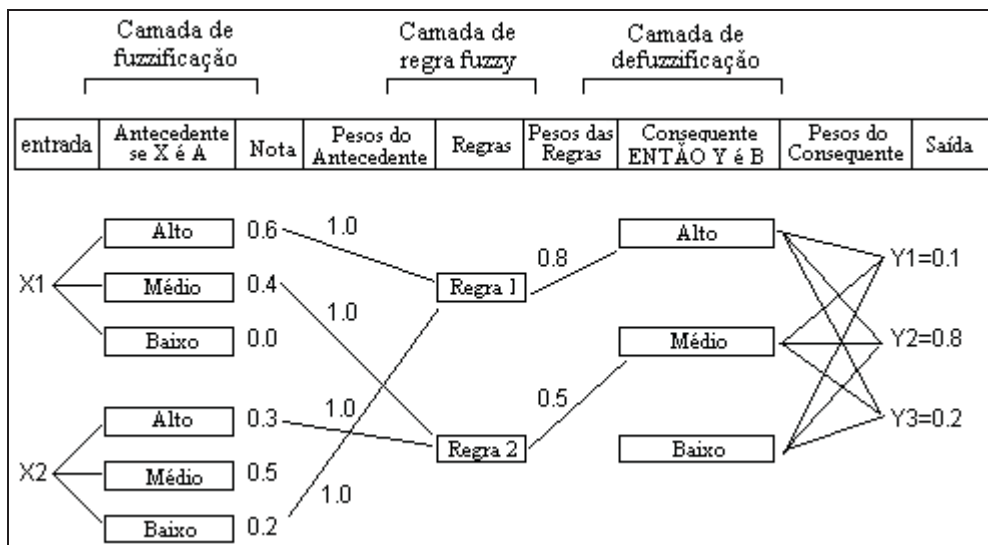 Camada de
fuzzificação
Camada de
regra fuzzy
Camada de
defuzzificação
entrada
Antecedente
se X é A
Nota
Pesos do
Antecedente
Regras
Pesos das
Regras
Consequente
ENTÃO Y é B
Pesos do
Consequente
Saída
X1
Alto
0.6
Médio
0.4
Baixo
0.0
X2
Alto
0.3
Médio
0.5
Baixo
0.2
1.0
1.0
1.0
1.0
Regra 1
Regra 2
0.8
0.5
Alto
Médio
Baixo
Y1=0.1
Y2=0.8
Y3=0.2